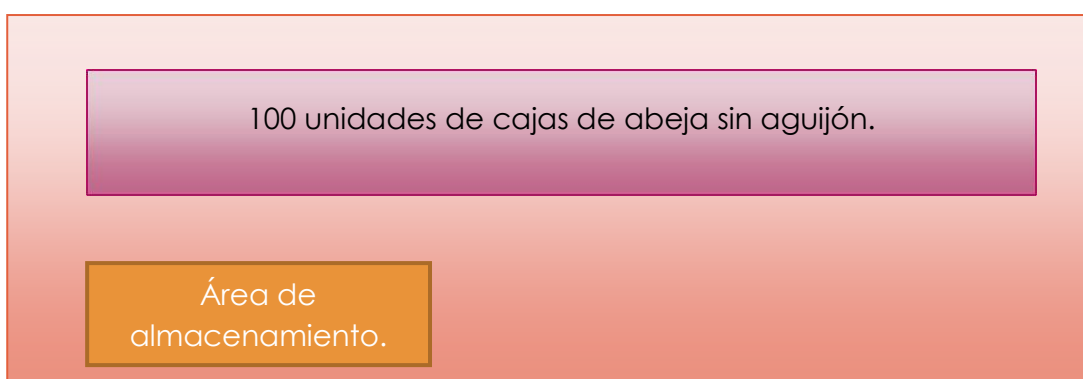 100 unidades de cajas de abeja sin aguijón.
Área de
almacenamiento.